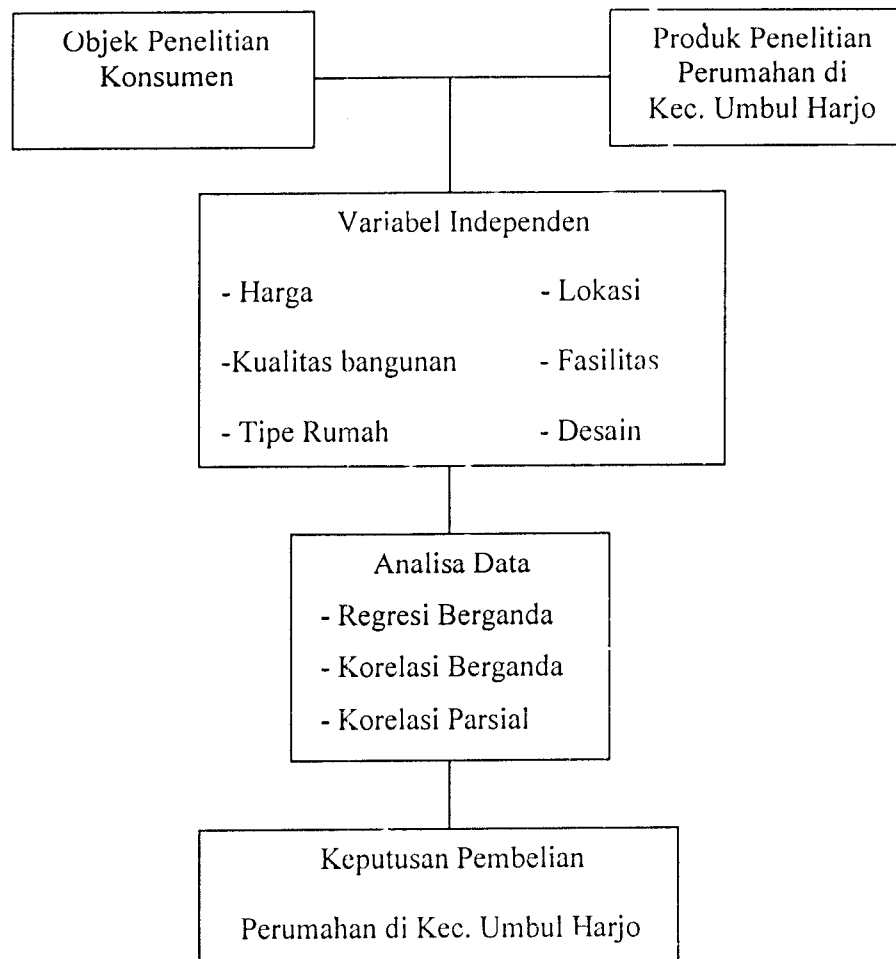 Objek Penelitian
Konsumen
Produk Penelitian
Perumahan di
Kec. Umbul Harjo
Variabel Independen
- Harga
- Lokasi
-Kualitas bangunan
- Fasilitas
- Tipe Rumah
- Desain
Analisa Data
- Regresi Berganda
- Korelasi Berganda
- Korelasi Parsial
Keputusan Pembelian
Perumahan di Kec. Umbul Harjo